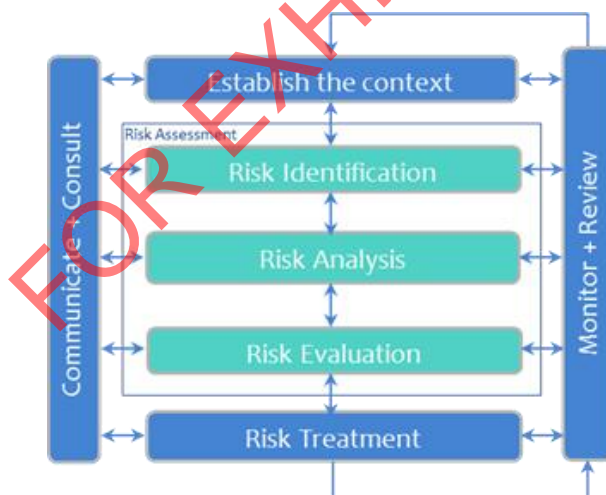 FOR EXH
Establish the context
Communicate + Consult
Risk Assessment
Risk Identification
Risk Analysis
Risk Evaluation
Risk Treatment
Monitor + Review